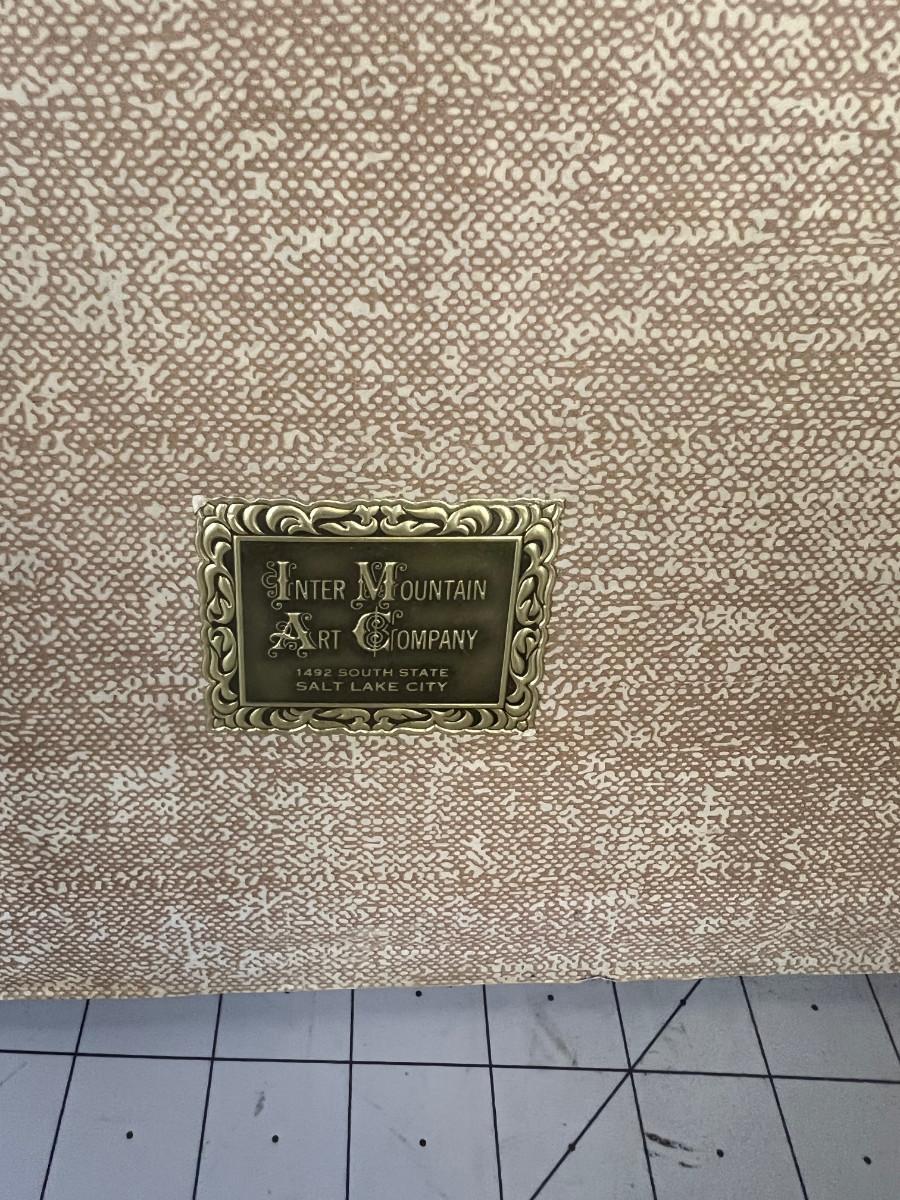 INTER MOUNTAIN
ART COMPANY
1492 SOUTH STATE
SALT LAKE CITY